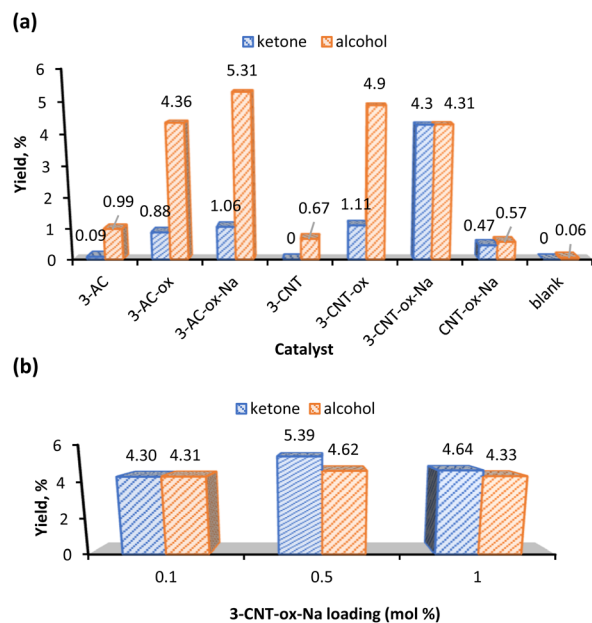 (a)
ketone alcohol
Yield, %
6
5
4
3
2
1
0
0.09 0.99
0.88 4.36
1.06 5.31
0 0.67
1.11 4.9
4.3 4.31
0.47 0.57
0 0.06
3-AC
3-AC-ox
3-AC-ox-Na
3-CNT
3-CNT-ox
3-CNT-ox-Na
CNT-ox-Na
blank
Catalyst
(b)
ketone alcohol
Yield, %
6
4
2
0
4.30 4.31
5.39 4.62
4.64 4.33
0.1 0.5 1
3-CNT-ox-Na loading (mol %)